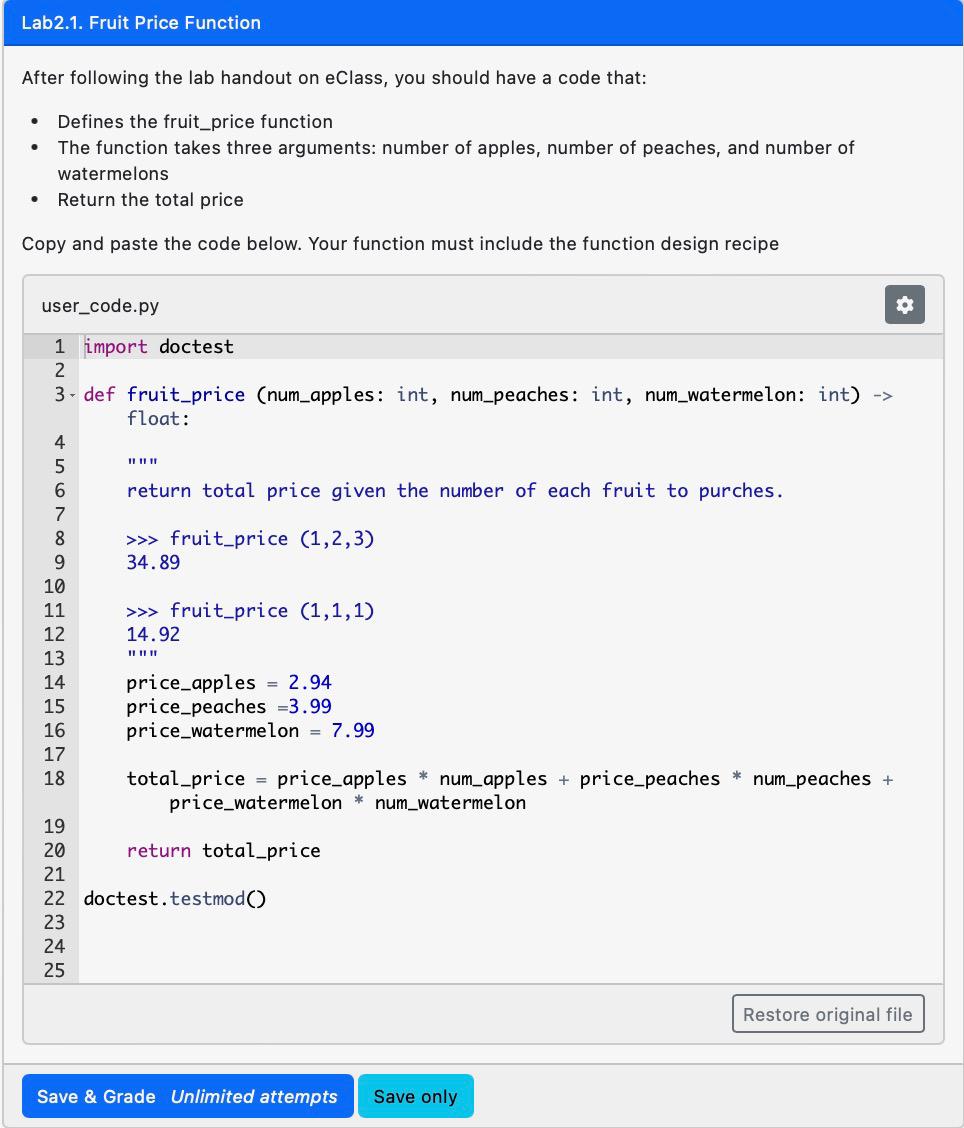 Lab2.1. Fruit Price Function
After following the lab handout on eClass, you should have a code that:
• Defines the fruit_price function
• The function takes three arguments: number of apples, number of peaches, and number of
watermelons
• Return the total price
Copy and paste the code below. Your function must include the function design recipe
user_code.py
1 import doctest
2
3 def fruit_price (num_apples: int, num_peaches: int, num_watermelon: int) ->
float:
4
5 """
6 return total price given the number of each fruit to purches.
7
8 >>> fruit_price (1,2,3)
9 34.89
10
11 >>> fruit_price (1,1,1)
12 14.92
13 """
14 price_apples = 2.94
15 price_peaches =3.99
16 price_watermelon = 7.99
17
18 total_price = price_apples * num_apples + price_peaches * num_peaches +
price_watermelon * num_watermelon
19
20 return total_price
21
22 doctest.testmod()
23
24
25
Restore original file
Save & Grade Unlimited attempts Save only